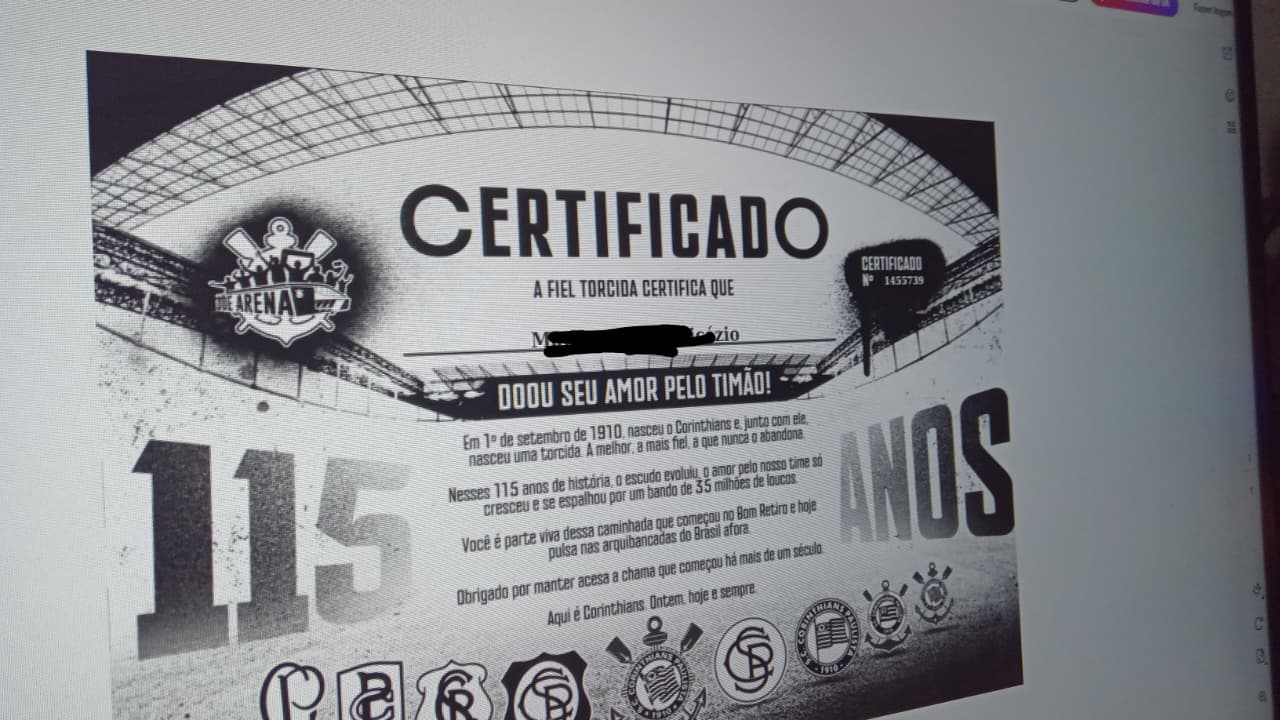 CERTIFICADO
A FIEL TORCIDA CERTIFICA QUE
CERTIFICADO
Nº 1455739
DOOU SEU AMOR PELO TIMÃO!
Em 1º de setembro de 1910, nasceu o Corinthians e, junto com ele,
nasceu uma torcida. A melhor, a mais fiel, a que nunca o abandona.
Nesses 115 anos de história, o escudo evoluiu, o amor pelo nosso time só
cresceu e se espalhou por um bando de 35 milhões de loucos.
Você é parte viva dessa caminhada que começou no Bom Retiro e hoje
pulsa nas arquibancadas do Brasil afora.
Obrigado por manter acesa a chama que começou há mais de um século.
Aqui é Corinthians. Ontem, hoje e sempre.
115
ANOS
ARENA
S.C. CORINTHIANS PAULISTA
1910